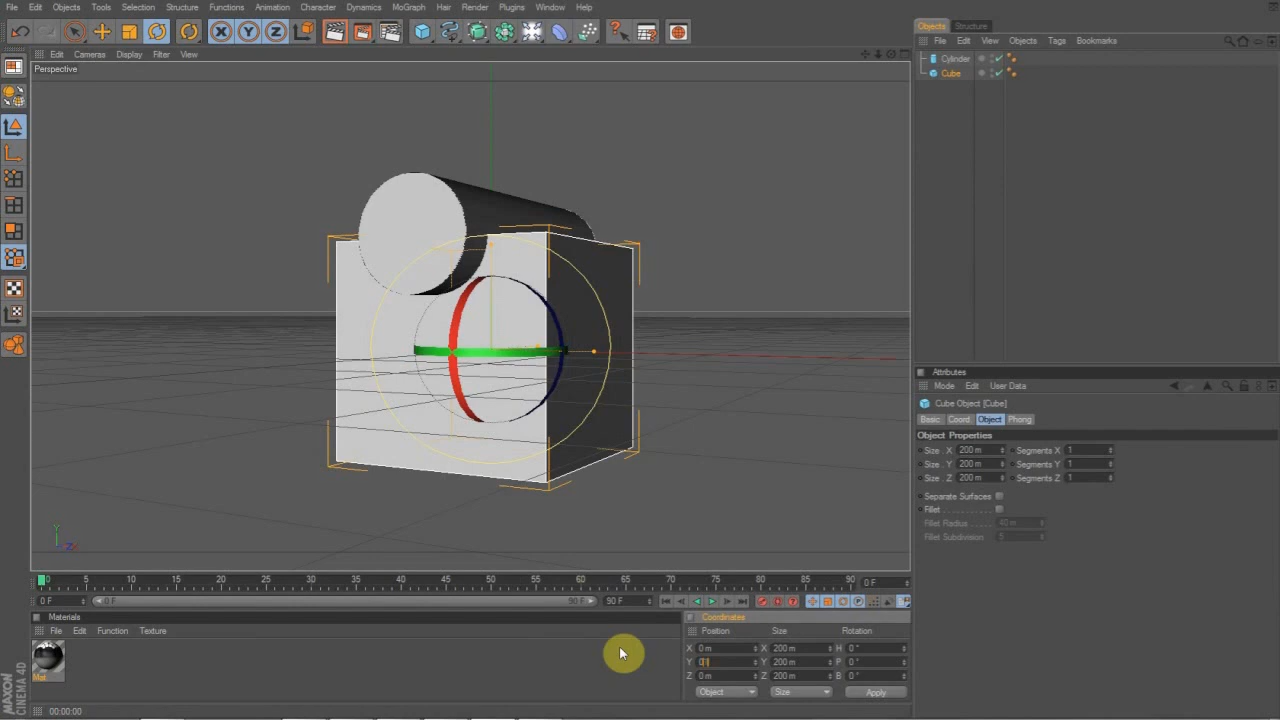 File Edit Objects Tools Selection Structure Functions Animation Character Dynamics MoGraph Hair Render Plugins Window Help
Objects Structure
File Edit View Objects Tags Bookmarks
Edit Cameras Display Filter View
Perspective
Cylinder
Cube
X Y Z
Attributes
Mode Edit User Data
Cube Object [Cube]
Basic Coord Object Phong
Object Properties
Size . X 200 m Segments X 1
Size . Y 200 m Segments Y 1
Size . Z 200 m Segments Z 1
Separate Surfaces
Fillet . . . . . . . . . . .
Fillet Radius . . . . . 40 m
Fillet Subdivision 5
Y
0 5 10 15 20 25 30 35 40 45 50 55 60 65 70 75 80 85 90 0 F
0 F 0 F 90 F 90 F
Materials
File Edit Function Texture
Mat
Coordinates
Position Size Rotation
X 0 m X 200 m H 0 °
Y Y 200 m P 0 °
Z 0 m Z 200 m B 0 °
Object Size Apply
MAXON
CINEMA 4D
00:00:00